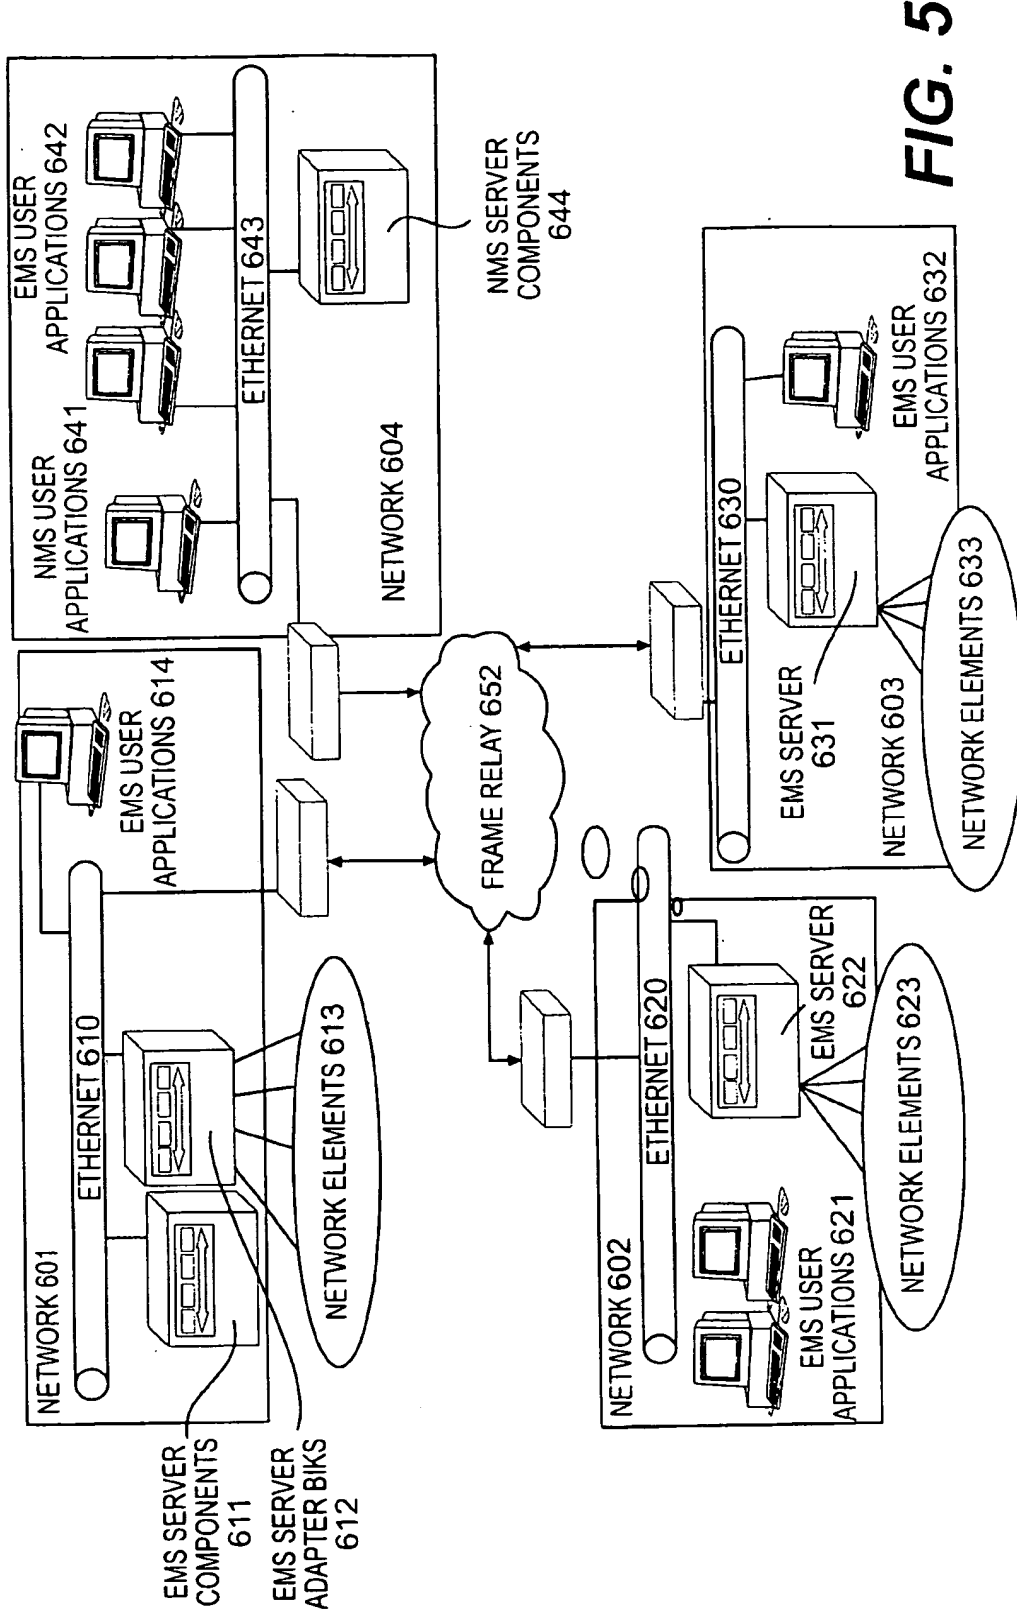 NETWORK 601
ETHERNET 610
EMS USER
APPLICATIONS 614
EMS SERVER
COMPONENTS
611
EMS SERVER
ADAPTER BIKS
612
NETWORK ELEMENTS 613
NMS USER
APPLICATIONS 641
EMS USER
APPLICATIONS 642
ETHERNET 643
NETWORK 604
NMS SERVER
COMPONENTS
644
FRAME RELAY 652
NETWORK 602
ETHERNET 620
EMS USER
APPLICATIONS 621
EMS SERVER
622
NETWORK ELEMENTS 623
ETHERNET 630
EMS SERVER
631
EMS USER
APPLICATIONS 632
NETWORK 603
NETWORK ELEMENTS 633
FIG. 5